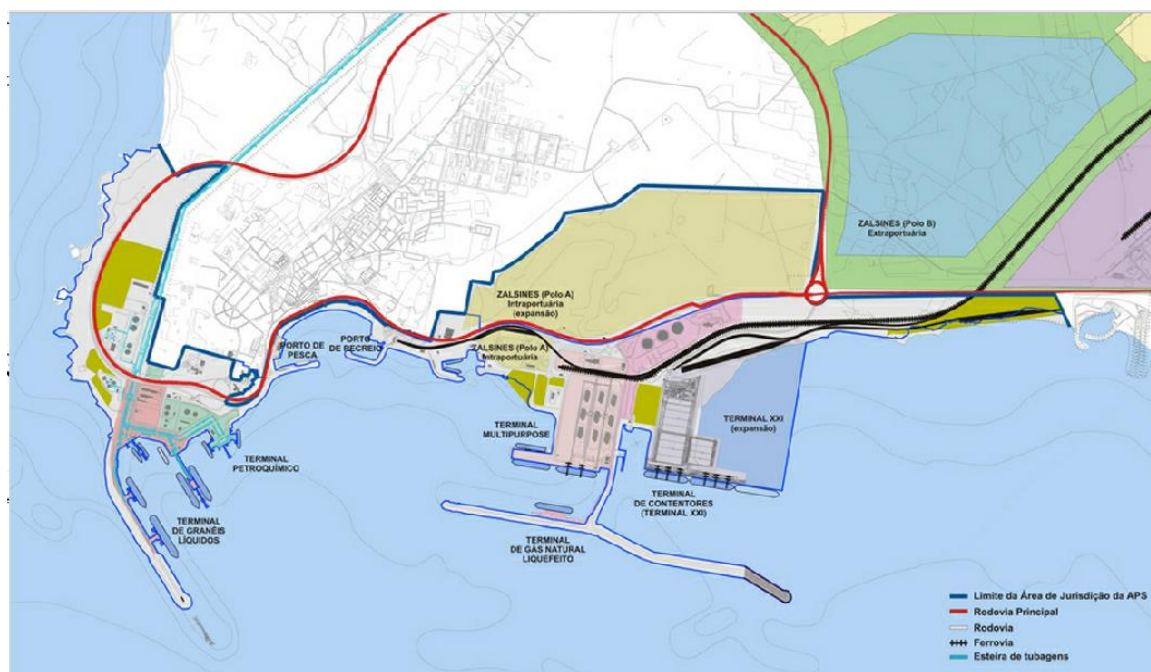 ZALSINES (Polo B)
Extraportuária
ZALSINES (Polo A)
Intraportuária
(expansão)
PORTO DE
PESCA
PORTO
DE RECREIO
ZALSINES (Polo A)
Intraportuária
TERMINAL
MULTIPURPOSE
TERMINAL XXI
(expansão)
TERMINAL
PETROQUÍMICO
TERMINAL
DE CONTENTORES
(TERMINAL XXI)
TERMINAL
DE GRANÉIS
LÍQUIDOS
TERMINAL
DE GÁS NATURAL
LIQUEFEITO
Limite da Área de Jurisdição da APS
Rodovia Principal
Rodovia
Ferrovia
Esteira de tubagens